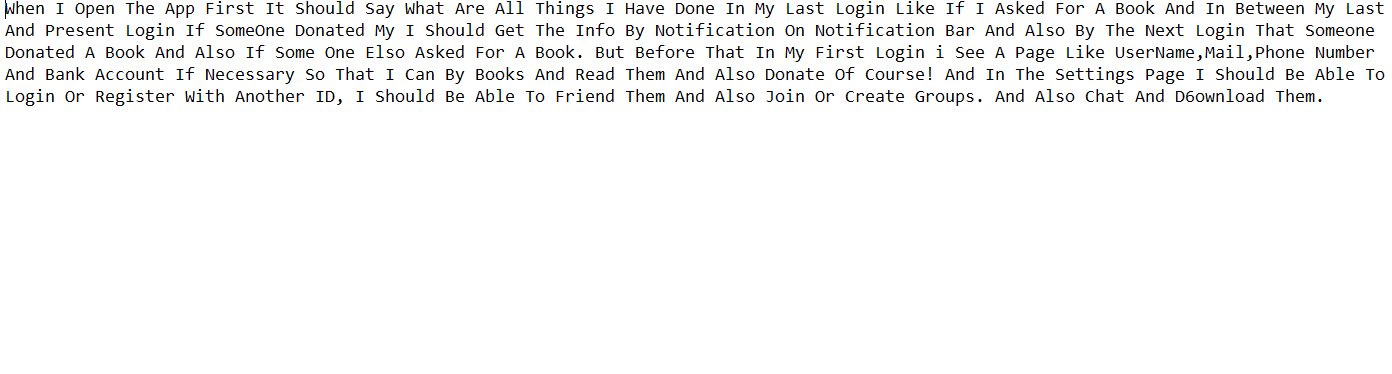 When I Open The App First It Should Say What Are All Things I Have Done In My Last Login Like If I Asked For A Book And In Between My Last
And Present Login If SomeOne Donated My I Should Get The Info By Notification On Notification Bar And Also By The Next Login That Someone
Donated A Book And Also If Some One Elso Asked For A Book. But Before That In My First Login i See A Page Like UserName,Mail,Phone Number
And Bank Account If Necessary So That I Can By Books And Read Them And Also Donate Of Course! And In The Settings Page I Should Be Able To
Login Or Register With Another ID, I Should Be Able To Friend Them And Also Join Or Create Groups. And Also Chat And D6ownload Them.